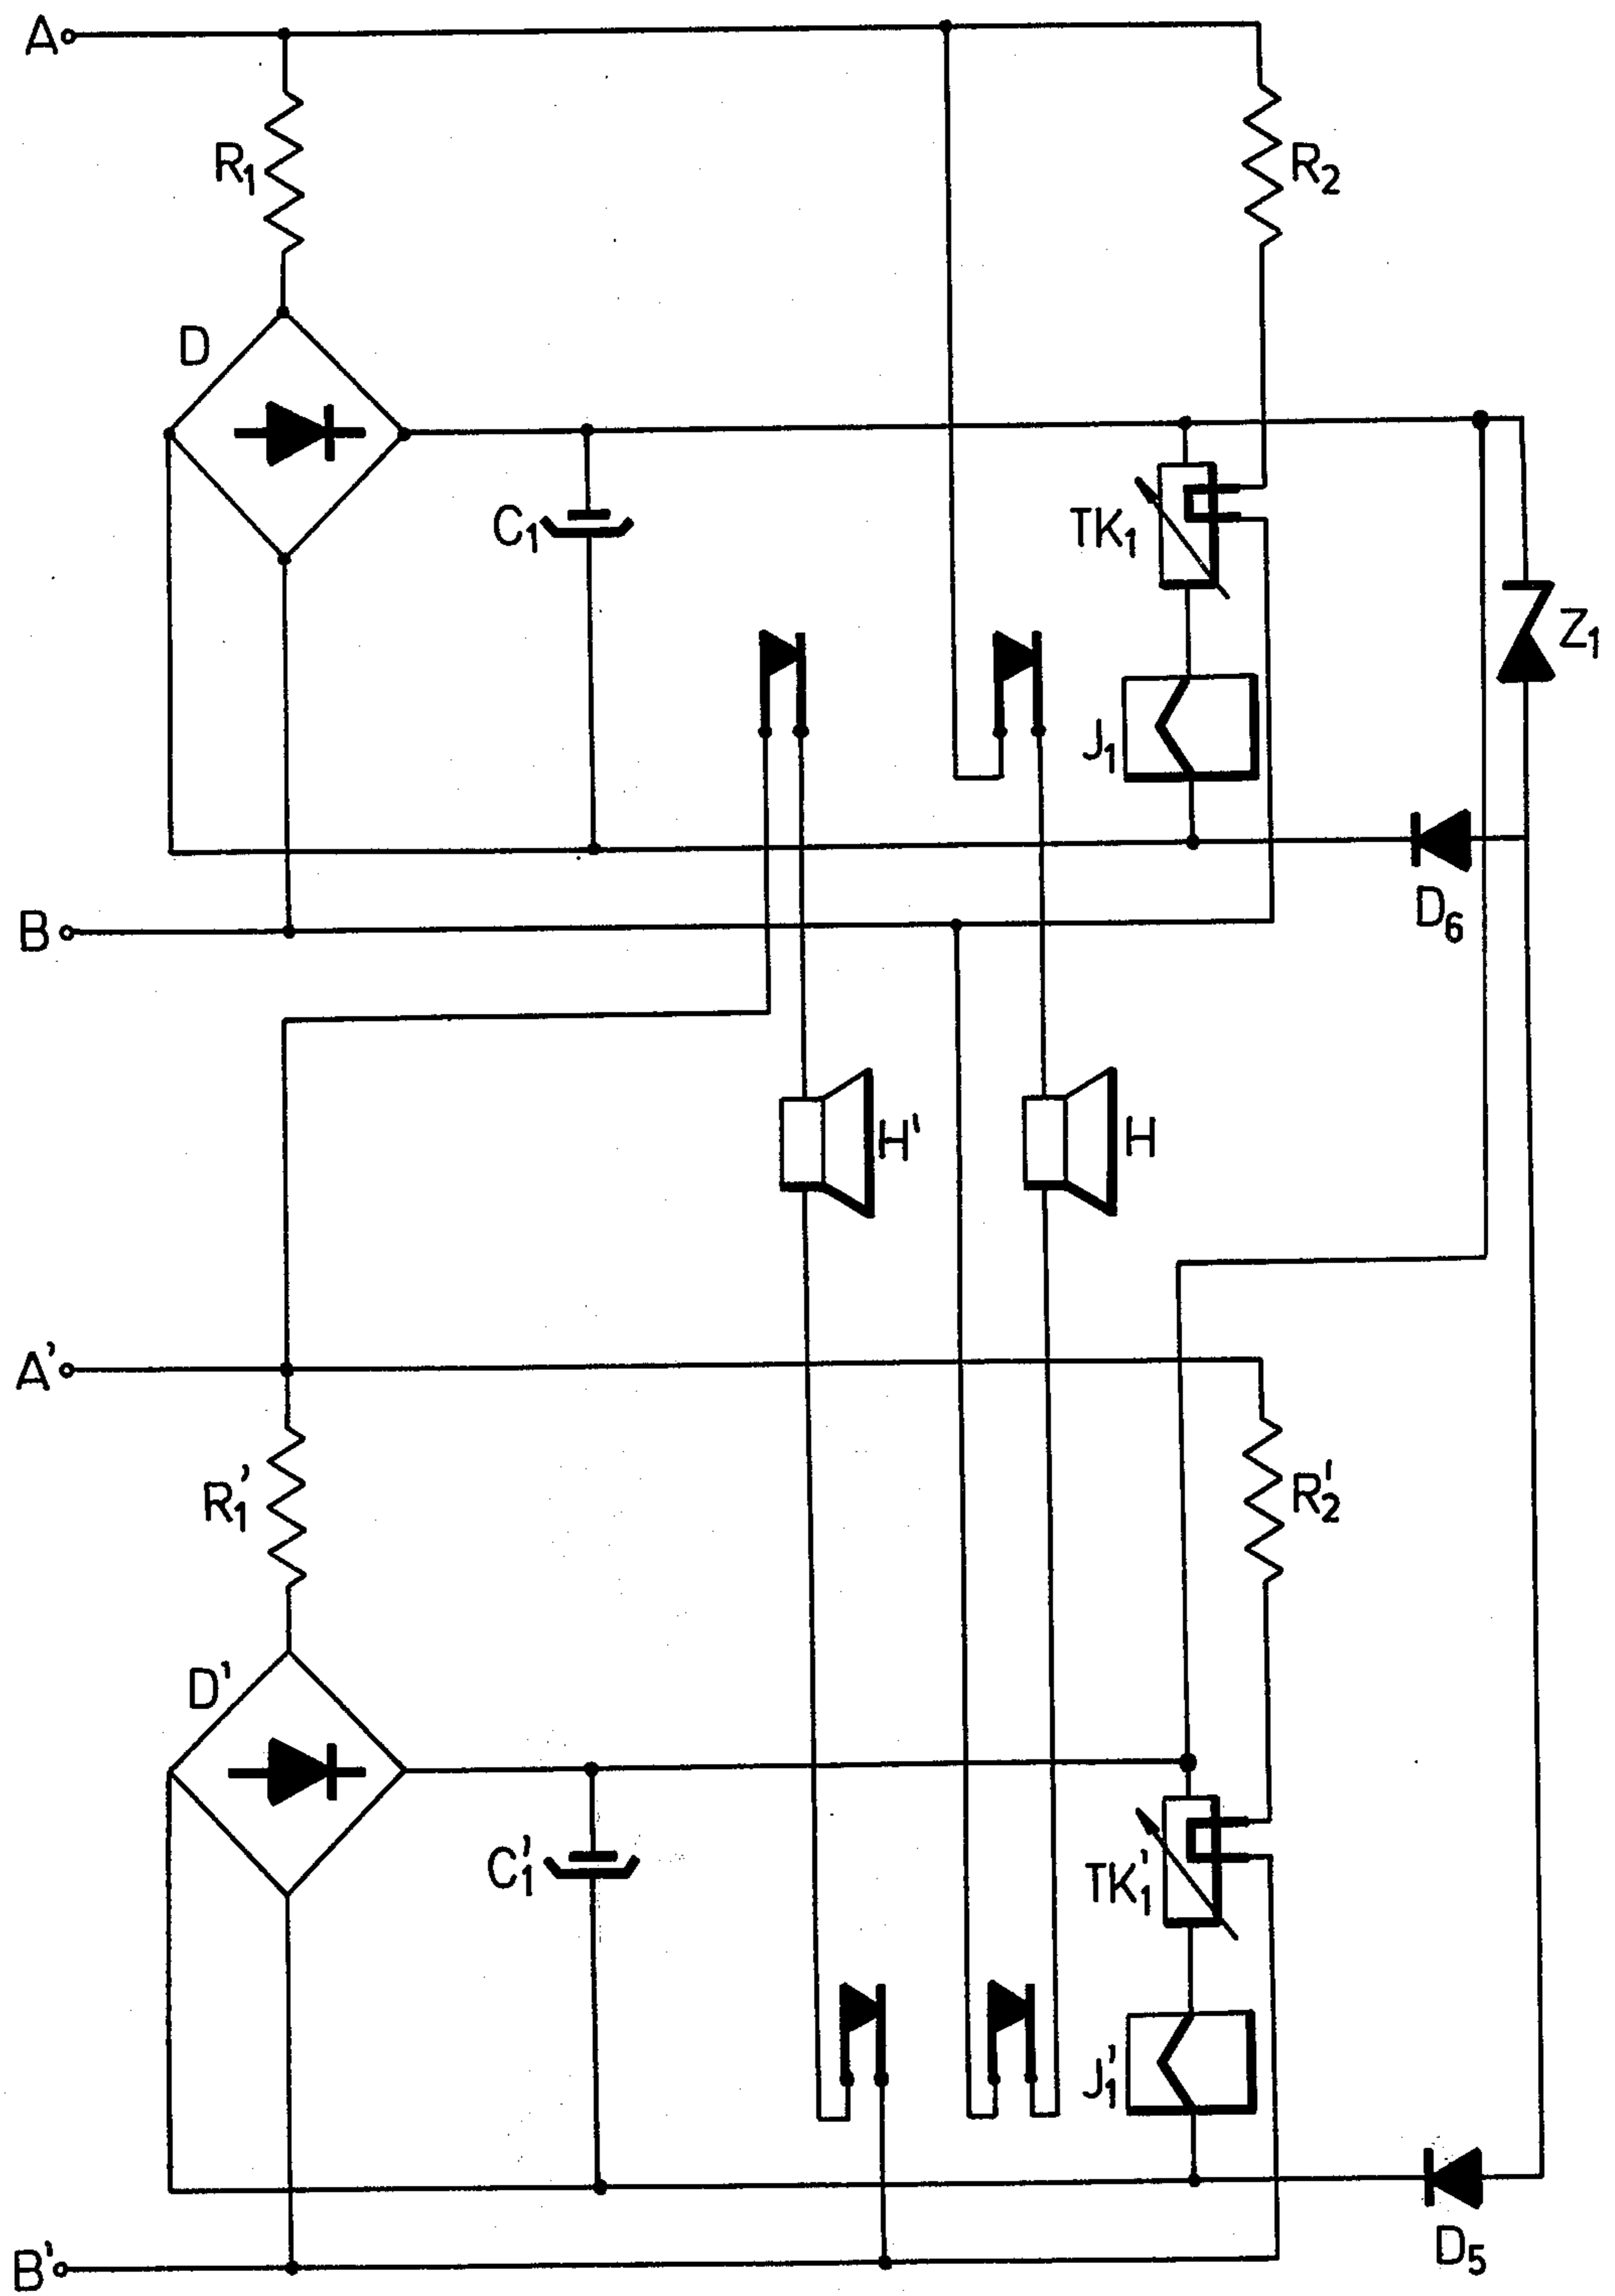 A
R1
R2
D
C1
TK1
Z1
J1
D6
B
H'
H
A'
R1'
R2'
D'
C1'
TK1'
J1'
D5
B'